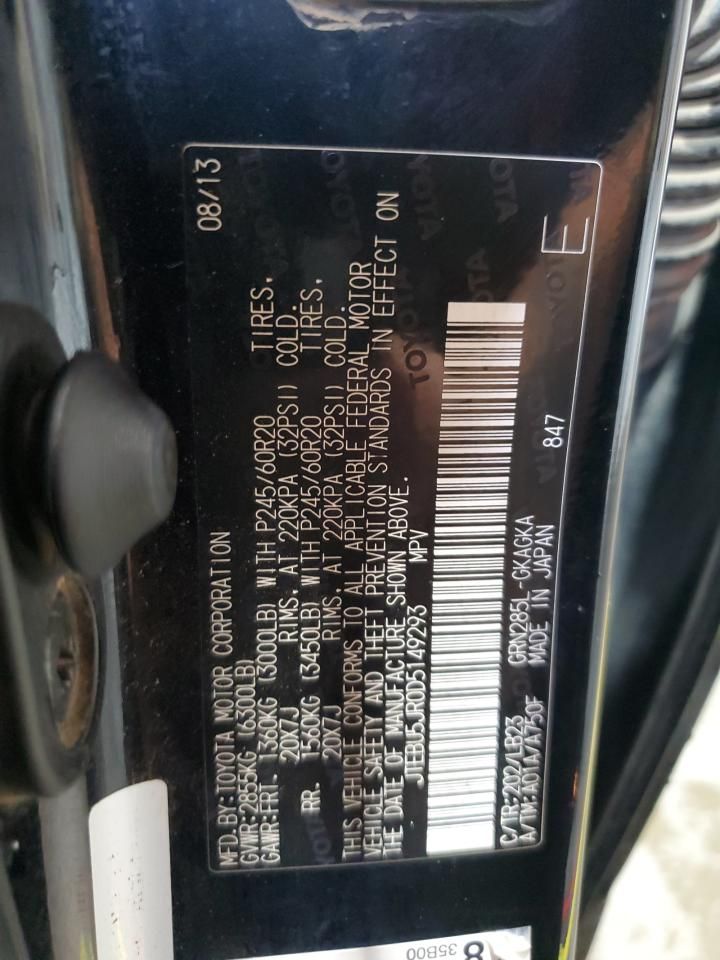 MFD.BY:TOYOTA MOTOR CORPORATION 08/13
GVWR:2855KG (6300LB)
GAWR:FRT. 1360KG (3000LB) WITH P245/60R20 TIRES,
20X7J RIMS, AT 220KPA (32PSI) COLD.
RR. 1560KG (3450LB) WITH P245/60R20 TIRES,
20X7J RIMS, AT 220KPA (32PSI) COLD.
THIS VEHICLE CONFORMS TO ALL APPLICABLE FEDERAL MOTOR
VEHICLE SAFETY AND THEFT PREVENTION STANDARDS IN EFFECT ON
THE DATE OF MANUFACTURE SHOWN ABOVE.
JTEBU5JR0D5149293 MPV
TOYOTA
C/TR:202/LB23 GRN285L-GKAGKA 847
A/TM:A01A/A750F MADE IN JAPAN
E
8
35B00